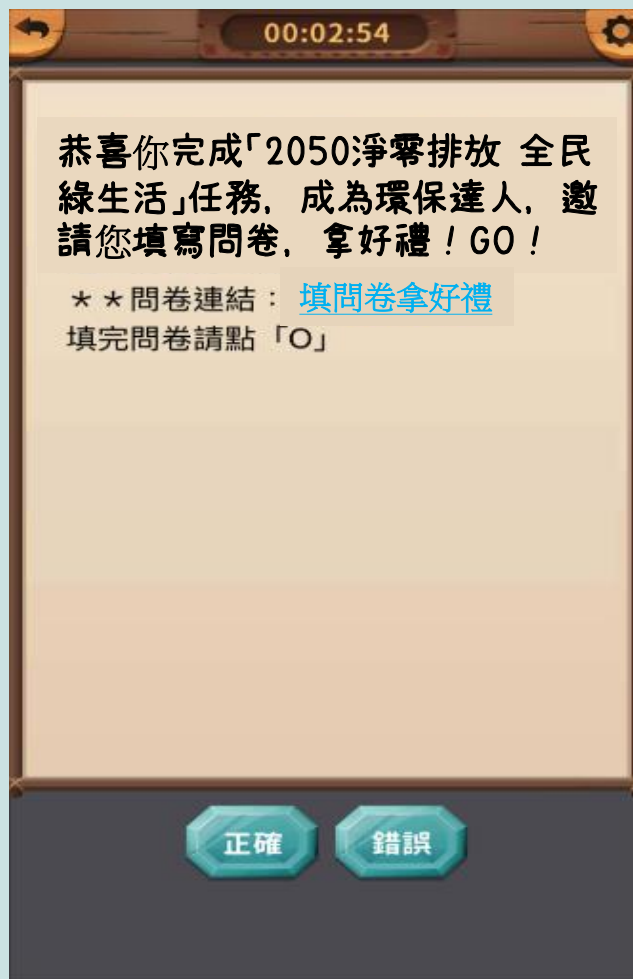 00:02:54
恭喜你完成「2050淨零排放 全民
綠生活」任務，成為環保達人，邀
請您填寫問卷，拿好禮！GO！
＊＊問卷連結： 填問卷拿好禮
填完問卷請點「O」
正確 錯誤